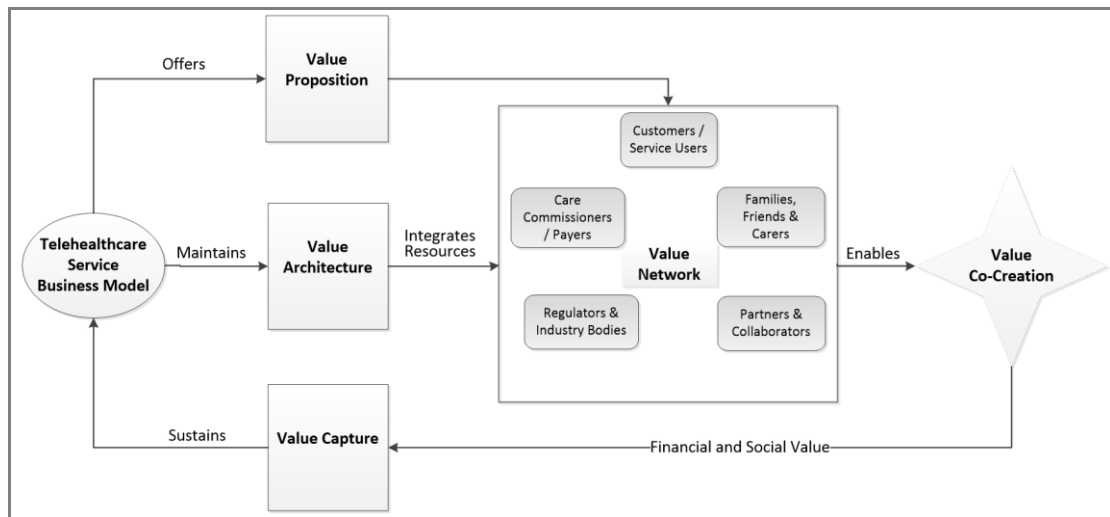 Offers
Value
Proposition
Customers /
Service Users
Care
Commissioners
/ Payers
Families,
Friends &
Carers
Telehealthcare
Service
Business Model
Maintains
Value
Architecture
Integrates
Resources
Value
Network
Enables
Value
Co-Creation
Regulators &
Industry Bodies
Partners &
Collaborators
Sustains
Value Capture
Financial and Social Value